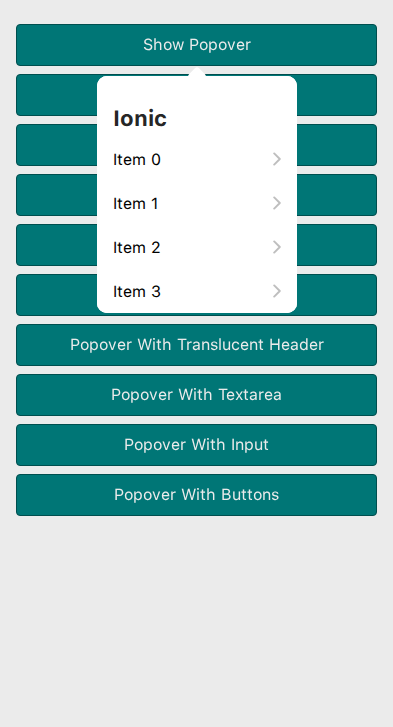 Show Popover
Ionic
Item 0
Item 1
Item 2
Item 3
Popover With Translucent Header
Popover With Textarea
Popover With Input
Popover With Buttons